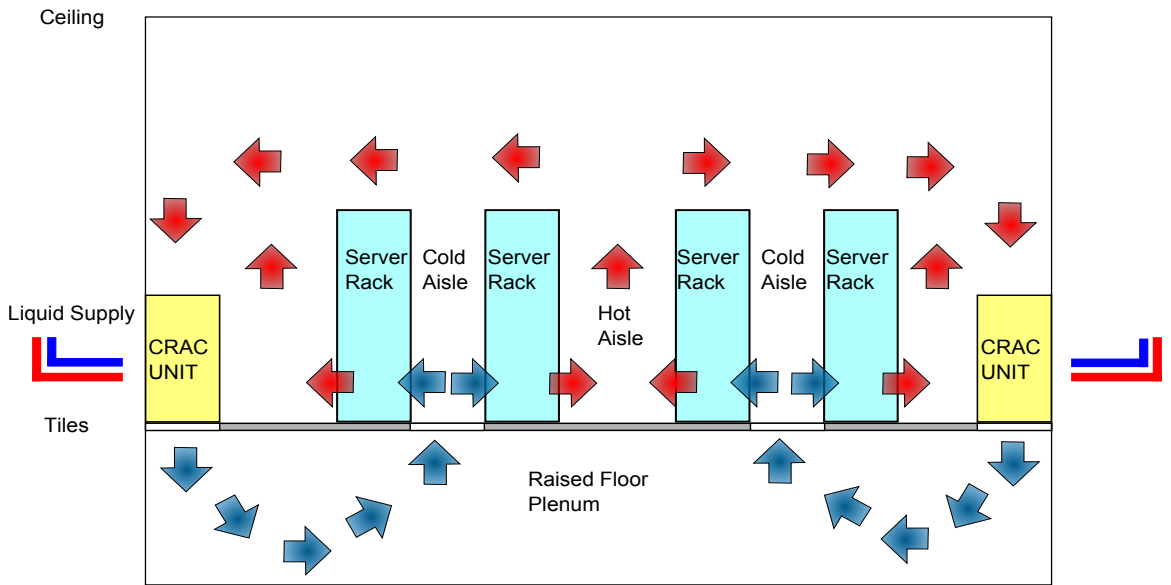 Ceiling
Server
Rack
Cold
Aisle
Server
Rack
Server
Rack
Cold
Aisle
Server
Rack
Hot
Aisle
Liquid Supply
CRAC
UNIT
CRAC
UNIT
Tiles
Raised Floor
Plenum